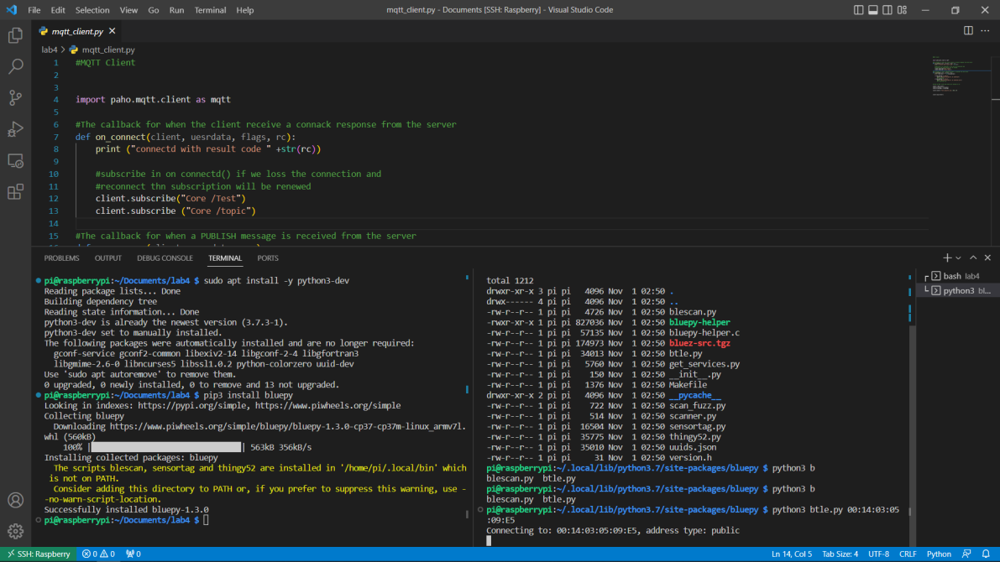 File Edit Selection View Go Run Terminal Help
mqtt_client.py - Documents [SSH: Raspberry] - Visual Studio Code
mqtt_client.py
lab4 > mqtt_client.py
1 #MQTT Client
2
3
4 import paho.mqtt.client as mqtt
5
6 #The callback for when the client receive a connack response from the server
7 def on_connect(client, uesrdata, flags, rc):
8 print ("connectd with result code " +str(rc))
9
10 #subscribe in on connectd() if we loss the connection and
11 #reconnect thn subscription will be renewed
12 client.subscribe("Core /Test")
13 client.subscribe ("Core /topic")
14
15 #The callback for when a PUBLISH message is received from the server
PROBLEMS OUTPUT DEBUG CONSOLE TERMINAL PORTS
pi@raspberrypi:~/Documents/lab4 $ sudo apt install -y python3-dev
Reading package lists... Done
Building dependency tree
Reading state information... Done
python3-dev is already the newest version (3.7.3-1).
python3-dev set to manually installed.
The following packages were automatically installed and are no longer required:
gconf-service gconf2-common libexiv2-14 libgconf-2-4 libgfortran3
libgmime-2.6-0 libncurses5 libssl1.0.2 python-colorzero uuid-dev
Use 'sudo apt autoremove' to remove them.
0 upgraded, 0 newly installed, 0 to remove and 13 not upgraded.
pi@raspberrypi:~/Documents/lab4 $ pip3 install bluepy
Looking in indexes: https://pypi.org/simple, https://www.piwheels.org/simple
Collecting bluepy
Downloading https://www.piwheels.org/simple/bluepy/bluepy-1.3.0-cp37-cp37m-linux_armv7l.
whl (560kB)
100% | | 563kB 356kB/s
Installing collected packages: bluepy
The scripts blescan, sensortag and thingy52 are installed in '/home/pi/.local/bin' which
is not on PATH.
Consider adding this directory to PATH or, if you prefer to suppress this warning, use -
-no-warn-script-location.
Successfully installed bluepy-1.3.0
pi@raspberrypi:~/Documents/lab4 $
total 1212
drwxr-xr-x 3 pi pi 4096 Nov 1 02:50 .
drwx------ 4 pi pi 4096 Nov 1 02:50 ..
-rw-r--r-- 1 pi pi 4726 Nov 1 02:50 blescan.py
-rwxr-xr-x 1 pi pi 827036 Nov 1 02:50 bluepy-helper
-rw-r--r-- 1 pi pi 57135 Nov 1 02:50 bluepy-helper.c
-rw-r--r-- 1 pi pi 174973 Nov 1 02:50 bluez-src.tgz
-rw-r--r-- 1 pi pi 34013 Nov 1 02:50 btle.py
-rw-r--r-- 1 pi pi 5760 Nov 1 02:50 get_services.py
-rw-r--r-- 1 pi pi 150 Nov 1 02:50 __init__.py
-rw-r--r-- 1 pi pi 1376 Nov 1 02:50 Makefile
drwxr-xr-x 2 pi pi 4096 Nov 1 02:50 __pycache__
-rw-r--r-- 1 pi pi 722 Nov 1 02:50 scan_fuzz.py
-rw-r--r-- 1 pi pi 514 Nov 1 02:50 scanner.py
-rw-r--r-- 1 pi pi 16504 Nov 1 02:50 sensortag.py
-rw-r--r-- 1 pi pi 35775 Nov 1 02:50 thingy52.py
-rw-r--r-- 1 pi pi 35010 Nov 1 02:50 uuids.json
-rw-r--r-- 1 pi pi 31 Nov 1 02:50 version.h
pi@raspberrypi:~/.local/lib/python3.7/site-packages/bluepy $ python3 b
blescan.py btle.py
pi@raspberrypi:~/.local/lib/python3.7/site-packages/bluepy $ python3 b
blescan.py btle.py
pi@raspberrypi:~/.local/lib/python3.7/site-packages/bluepy $ python3 btle.py 00:14:03:05
:09:E5
Connecting to: 00:14:03:05:09:E5, address type: public
bash lab4
python3 bl...
SSH: Raspberry 0 0 0
Ln 14, Col 5 Tab Size: 4 UTF-8 CRLF Python